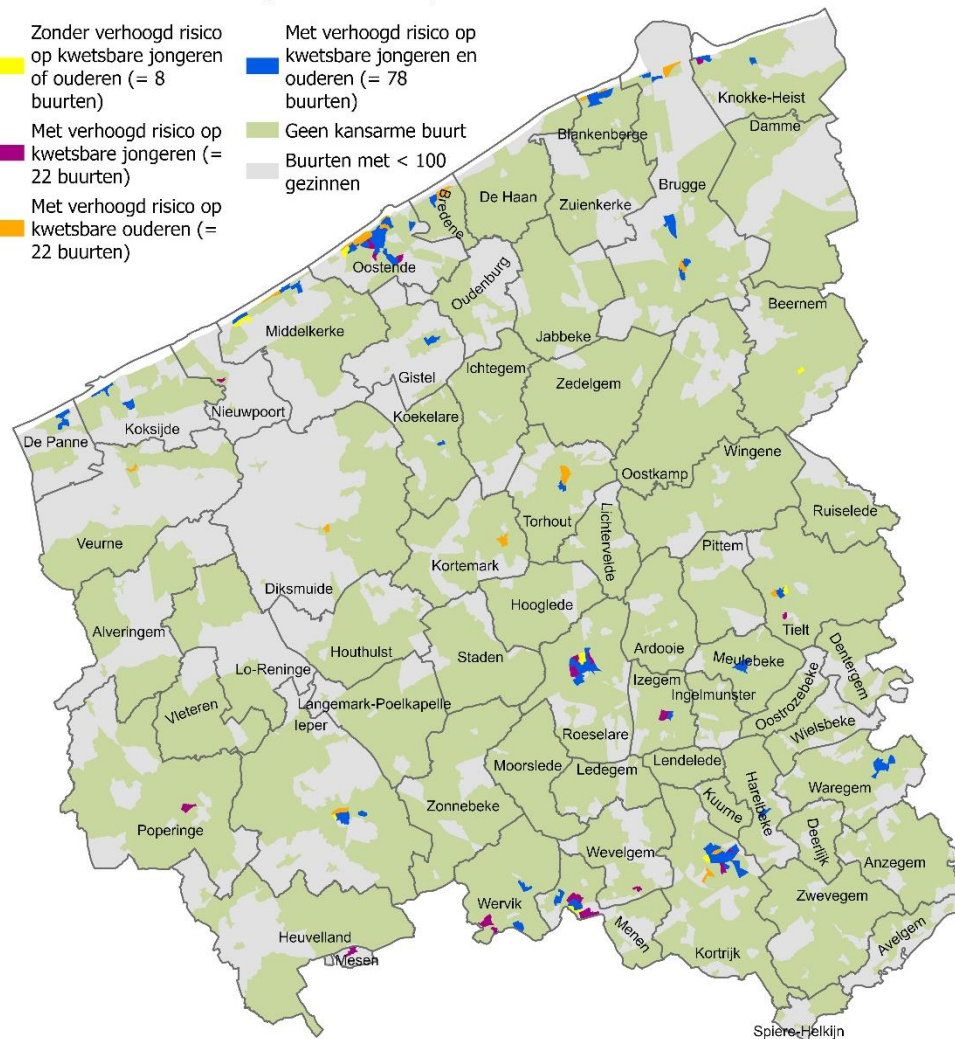 Zonder verhoogd risico
op kwetsbare jongeren
of ouderen (= 8
buurten)
Met verhoogd risico op
kwetsbare jongeren (=
22 buurten)
Met verhoogd risico op
kwetsbare ouderen (=
22 buurten)
Met verhoogd risico op
kwetsbare jongeren en
ouderen (= 78
buurten)
Geen kansarme buurt
Buurten met < 100
gezinnen
Knokke-Heist
Damme
Blankenberge
Brugge
De Haan
Zuienkerke
Bredene
Oostende
Oudenburg
Beernem
Middelkerke
Jabbeke
Gistel
Ichtegem
Zedelgem
Nieuwpoort
Koekelare
Koksijde
De Panne
Wingene
Oostkamp
Ruiselede
Torhout
Lichtervelde
Veurne
Kortemark
Pittem
Diksmuide
Hooglede
Tielt
Alveringem
Houthulst
Staden
Ardooie
Meulebeke
Dentergem
Lo-Reninge
Izegem
Ingelmunster
Oostrozebeke
Vleteren
Langemark-Poelkapelle
Ieper
Roeselare
Wielsbeke
Moorslede
Ledegem
Lendelede
Waregem
Zonnebeke
Kuurne
Harelbeke
Poperinge
Deerlijk
Wevelgem
Anzegem
Wervik
Zwevegem
Menen
Heuvelland
Kortrijk
Avelgem
Mesen
Spiere-Helkijn